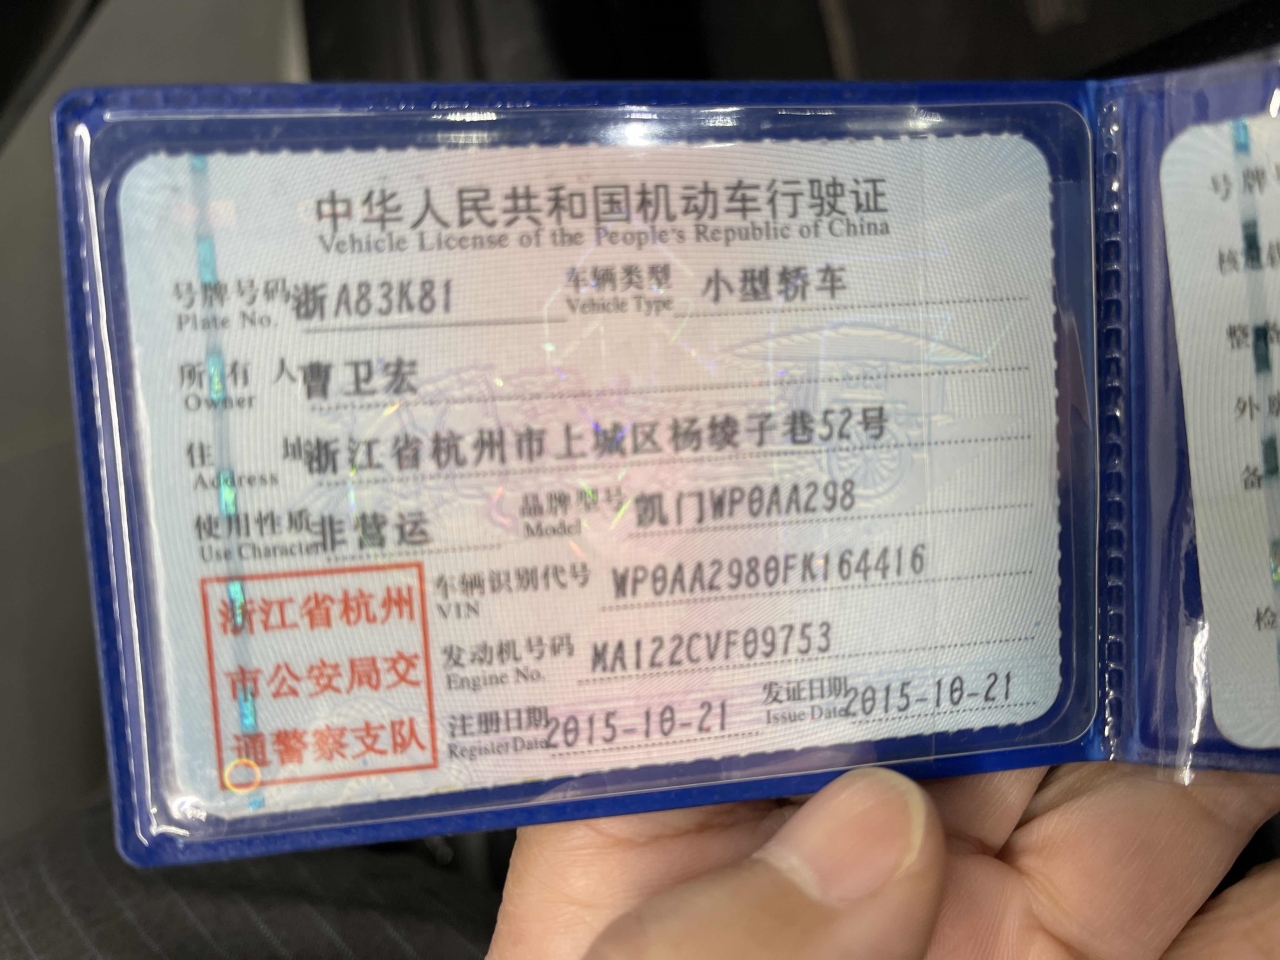 中华人民共和国机动车行驶证
Vehicle License of the People's Republic of China
号牌号码 浙A83K81 车辆类型 小型轿车
Plate No. Vehicle Type
所有人 曹卫宏
Owner
住址 浙江省杭州市上城区杨绫子巷52号
Address
使用性质 非营运 品牌型号 凯门WP0AA298
Use Character Model
浙江省杭州
市公安局交
通警察支队
车辆识别代号 WP0AA2980FK164416
VIN
发动机号码 MA122CVF09753
Engine No.
注册日期 2015-10-21 发证日期 2015-10-21
Register Date Issue Date
号牌
核
整
外
备
检